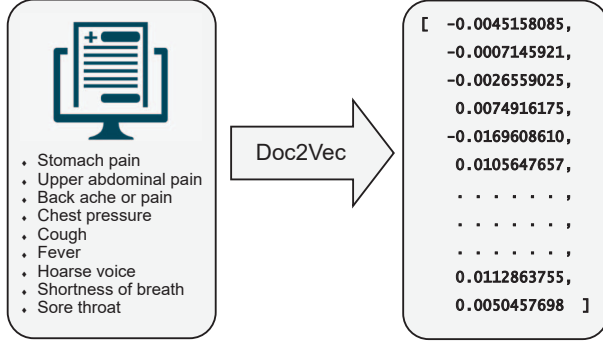 Stomach pain
Upper abdominal pain
Back ache or pain
Chest pressure
Cough
Fever
Hoarse voice
Shortness of breath
Sore throat
Doc2Vec
[ -0.0045158085,
-0.0007145921,
-0.0026559025,
0.0074916175,
-0.0169608610,
0.0105647657,
. . . . . . ,
. . . . . . ,
. . . . . . ,
0.0112863755,
0.0050457698 ]